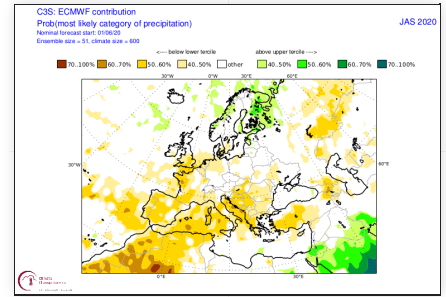 C3S: ECMWF contribution
Prob(most likely category of precipitation)
JAS 2020
Nominal forecast start: 01/06/20
Ensemble size = 51, climate size = 600
<---- below lower tercile
above upper tercile ---->
70..100% 60..70% 50..60% 40..50% other 40..50% 50..60% 60..70% 70..100%
30°W 0°W 30°E 60°E
30°W 60°E
0°E 30°E